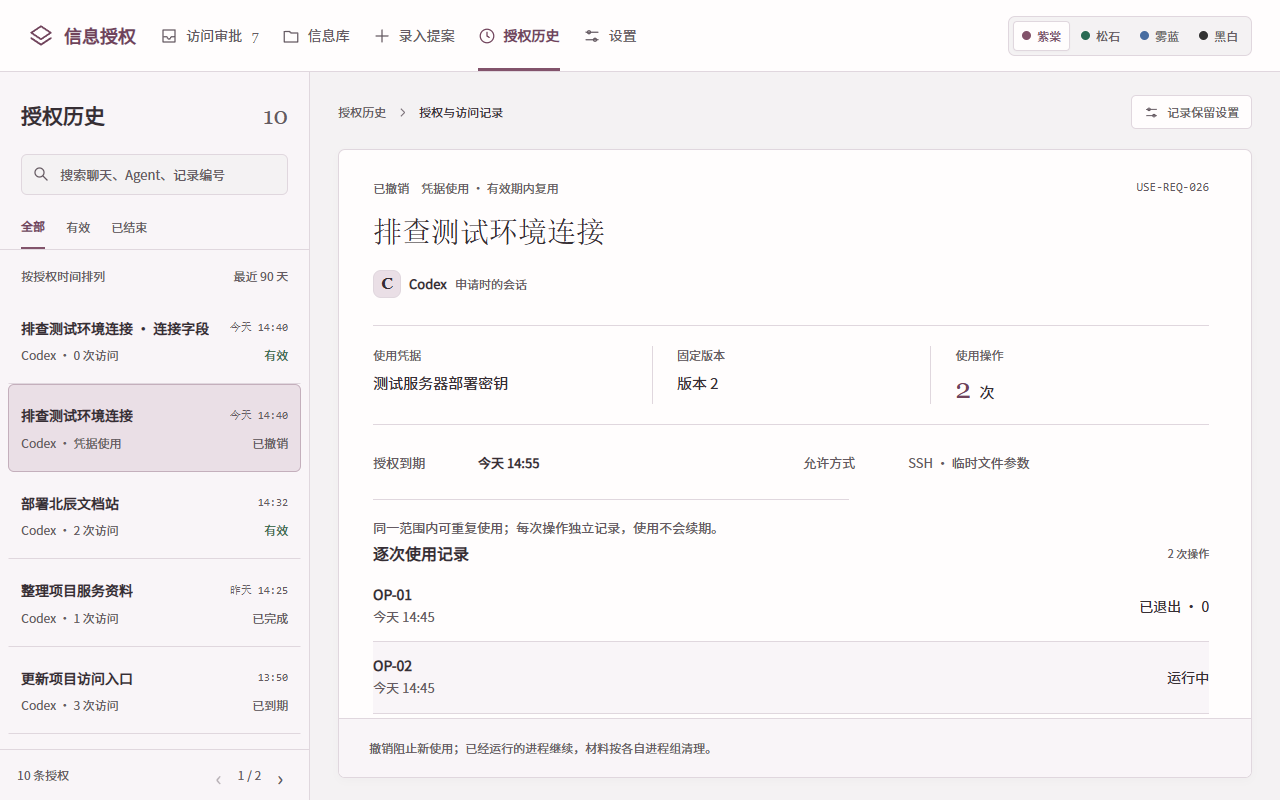 信息授权
访问审批 7
信息库
录入提案
授权历史
设置
紫棠
松石
雾蓝
黑白
授权历史 10
搜索聊天、Agent、记录编号
全部 有效 已结束
按授权时间排列 最近 90 天
排查测试环境连接 · 连接字段 今天 14:40
Codex · 0 次访问 有效
排查测试环境连接 今天 14:40
Codex · 凭据使用 已撤销
部署北辰文档站 14:32
Codex · 2 次访问 有效
整理项目服务资料 昨天 14:25
Codex · 1 次访问 已完成
更新项目访问入口 13:50
Codex · 3 次访问 已到期
10 条授权 ‹ 1 / 2 ›
授权历史 > 授权与访问记录
记录保留设置
已撤销 凭据使用 · 有效期内复用 USE-REQ-026
排查测试环境连接
C Codex 申请时的会话
使用凭据 固定版本 使用操作
测试服务器部署密钥 版本 2 2 次
授权到期 今天 14:55 允许方式 SSH · 临时文件参数
同一范围内可重复使用；每次操作独立记录，使用不会续期。
逐次使用记录 2 次操作
OP-01
今天 14:45
已退出 · 0
OP-02
今天 14:45
运行中
撤销阻止新使用；已经运行的进程继续，材料按各自进程组清理。